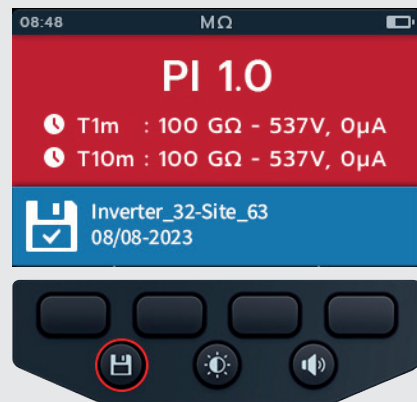 08:48 MΩ
PI 1.0
T1m : 100 GΩ - 537V, 0µA
T10m : 100 GΩ - 537V, 0µA
Inverter_32-Site_63
08/08-2023